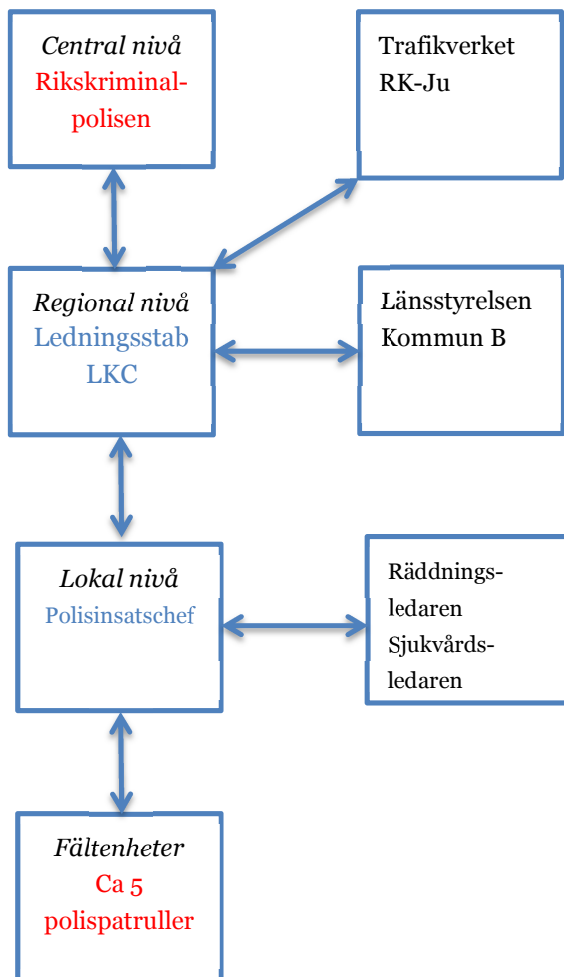 Central nivå
Rikskriminal-
polisen
Trafikverket
RK-Ju
Regional nivå
Ledningsstab
LKC
Länsstyrelsen
Kommun B
Lokal nivå
Polisinsatschef
Räddnings-
ledaren
Sjukvårds-
ledaren
Fältenheter
Ca 5
polispatruller